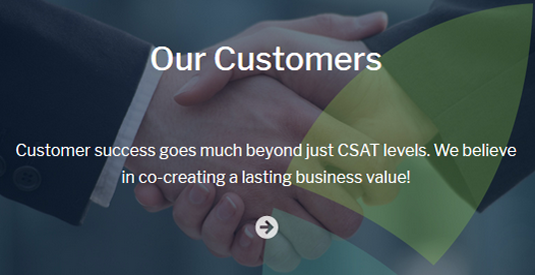 Our Customers
Customer success goes much beyond just CSAT levels. We believe
in co-creating a lasting business value!